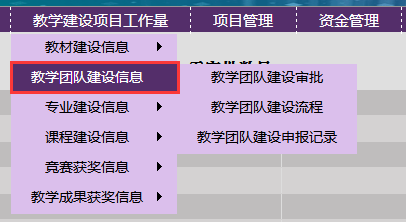 教学建设项目工作量 项目管理 资金管理
教材建设信息
教学团队建设信息 教学团队建设审批
专业建设信息 教学团队建设流程
课程建设信息 教学团队建设申报记录
竞赛获奖信息
教学成果获奖信息